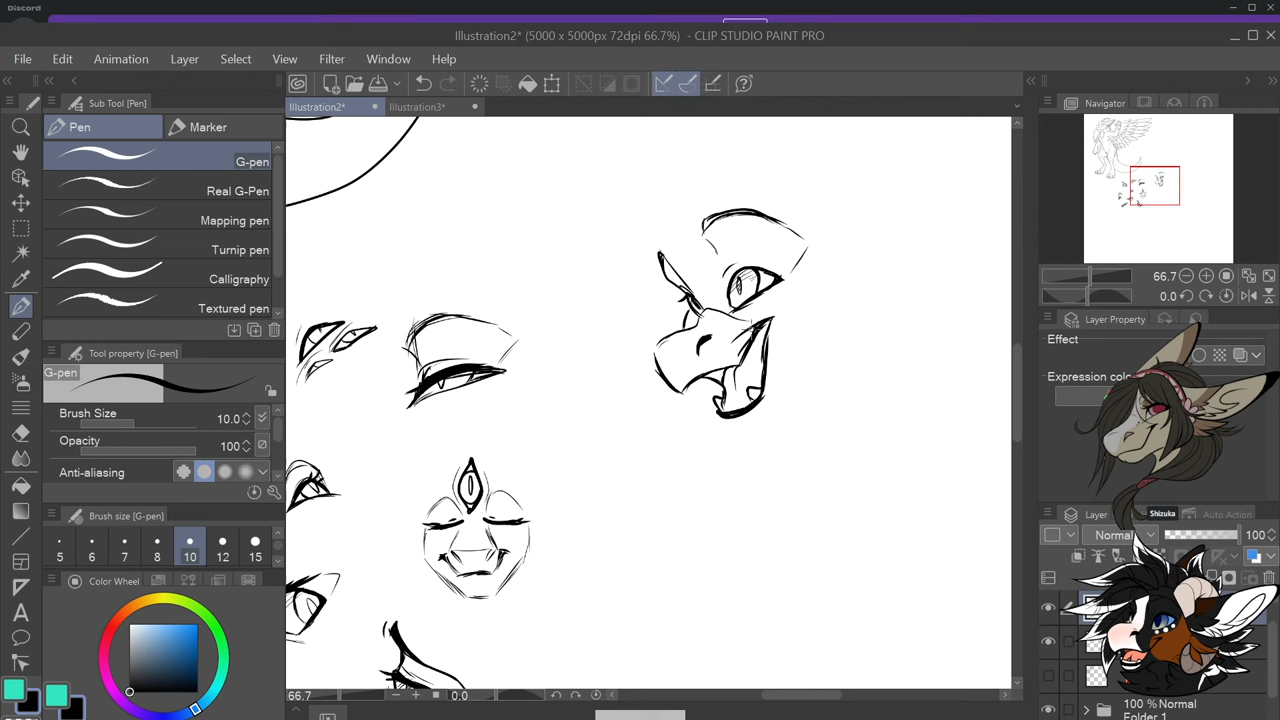 Discord
Illustration2* (5000 x 5000px 72dpi 66.7%) - CLIP STUDIO PAINT PRO
File Edit Animation Layer Select View Filter Window Help
Sub Tool [Pen]
Illustration2* Illustration3*
Navigator
Pen Marker
G-pen
Real G-Pen
Mapping pen
Turnip pen
Calligraphy
Textured pen
66.7
0.0
Layer Property
Effect
Expression colo
Tool property [G-pen]
G-pen
Brush Size 10.0
Opacity 100
Anti-aliasing
Brush size [G-pen]
5 6 7 8 10 12 15
Color Wheel
Shizuka
Layer Auto Action
Normal 100
100 % Normal
Folder 1
66.7 0.0